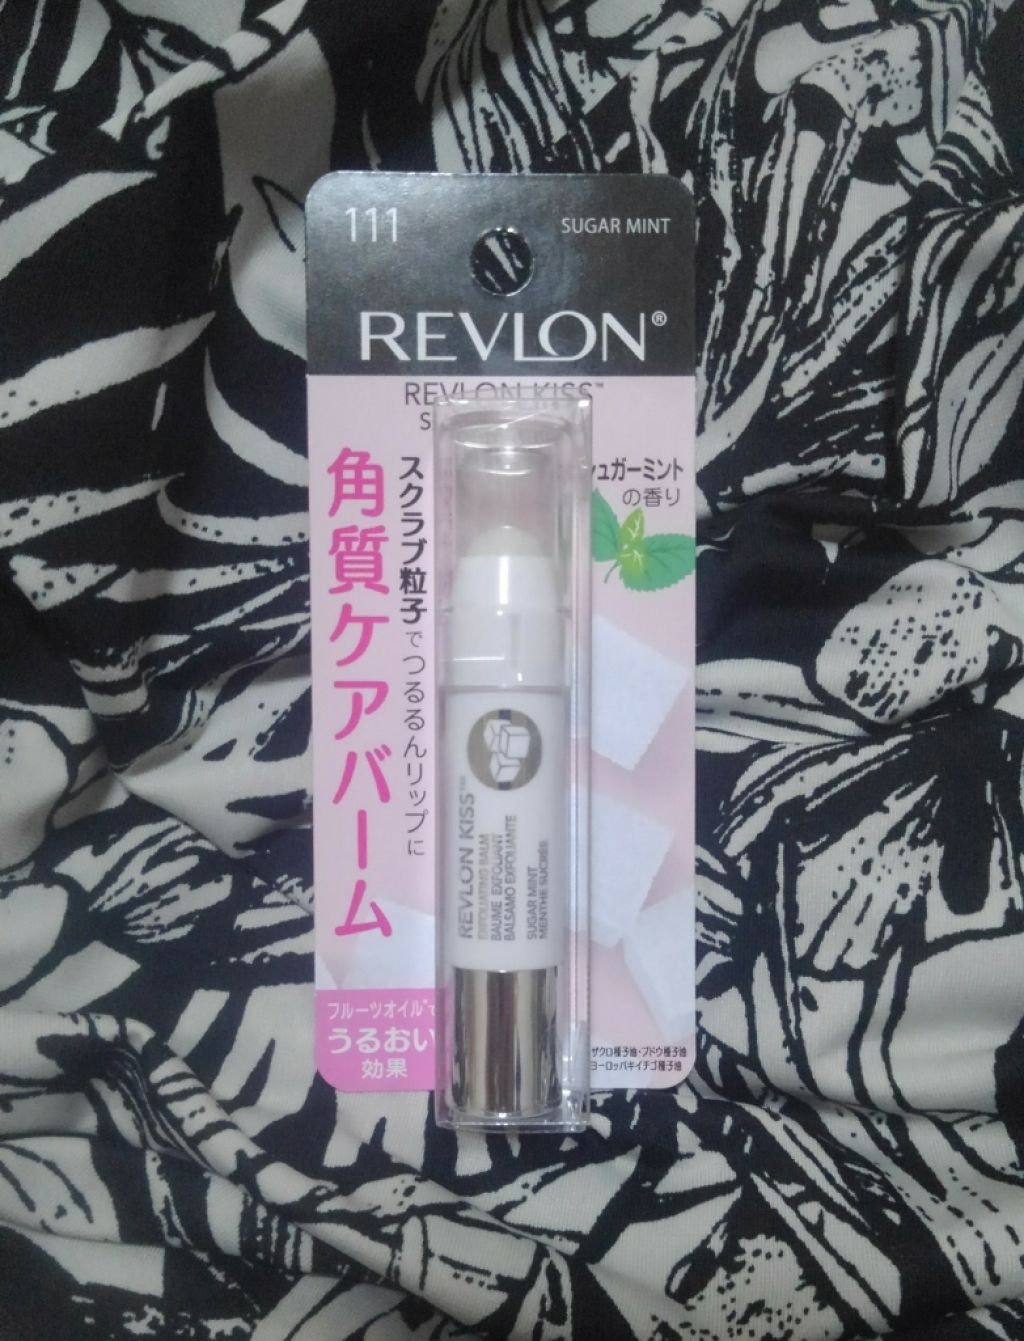 111
SUGAR MINT
REVLON®
REVLON KISS™
S
角質ケアバーム
スクラブ粒子でつるるんリップに
シュガーミント
の香り
REVLON KISS™
EXFOLIATING BALM
BAUME EXFOLIANT
BALSAMO EXFOLIANTE
SUGAR MINT
MENTHE SUCRÉE
フルーツオイル*で
うるおい
効果
ザクロ種子油・ブドウ種子油
ヨーロッパキイチゴ種子油